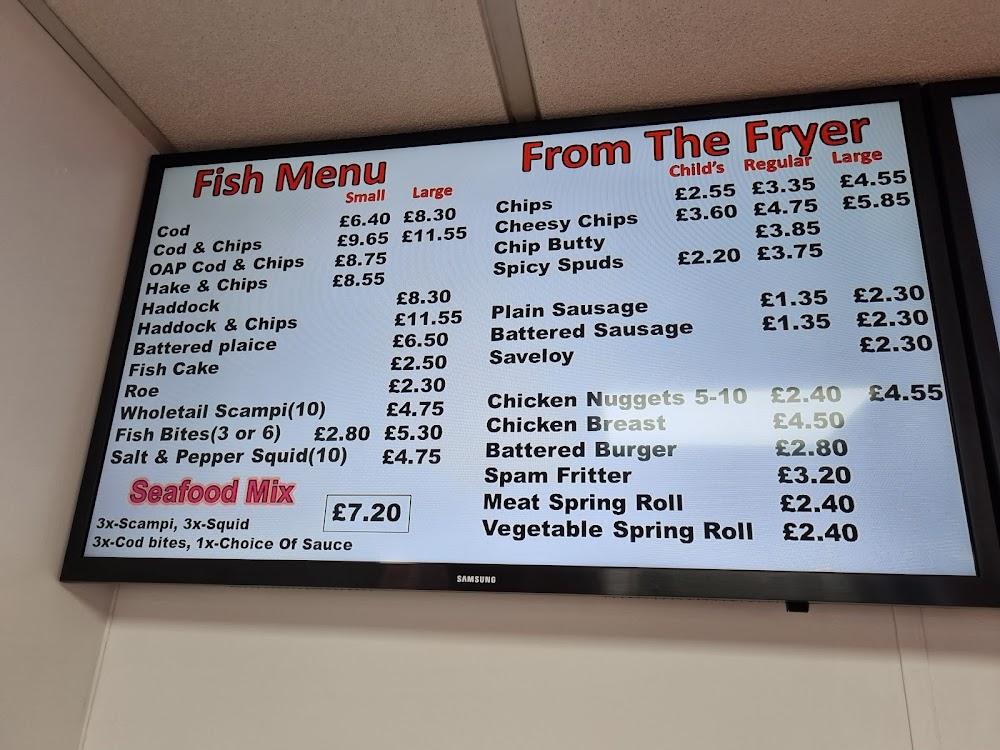 Fish Menu
Small Large
Cod £6.40 £8.30
Cod & Chips £9.65 £11.55
OAP Cod & Chips £8.75
Hake & Chips £8.55
Haddock £8.30
Haddock & Chips £11.55
Battered plaice £6.50
Fish Cake £2.50
Roe £2.30
Wholetail Scampi(10) £4.75
Fish Bites(3 or 6) £2.80 £5.30
Salt & Pepper Squid(10) £4.75
Seafood Mix
£7.20
3x-Scampi, 3x-Squid
3x-Cod bites, 1x-Choice Of Sauce
From The Fryer
Child's Regular Large
Chips £2.55 £3.35 £4.55
Cheesy Chips £3.60 £4.75 £5.85
Chip Butty £3.85
Spicy Spuds £2.20 £3.75
Plain Sausage £1.35 £2.30
Battered Sausage £1.35 £2.30
Saveloy £2.30
Chicken Nuggets 5-10 £2.40 £4.55
Chicken Breast £4.50
Battered Burger £2.80
Spam Fritter £3.20
Meat Spring Roll £2.40
Vegetable Spring Roll £2.40
SAMSUNG